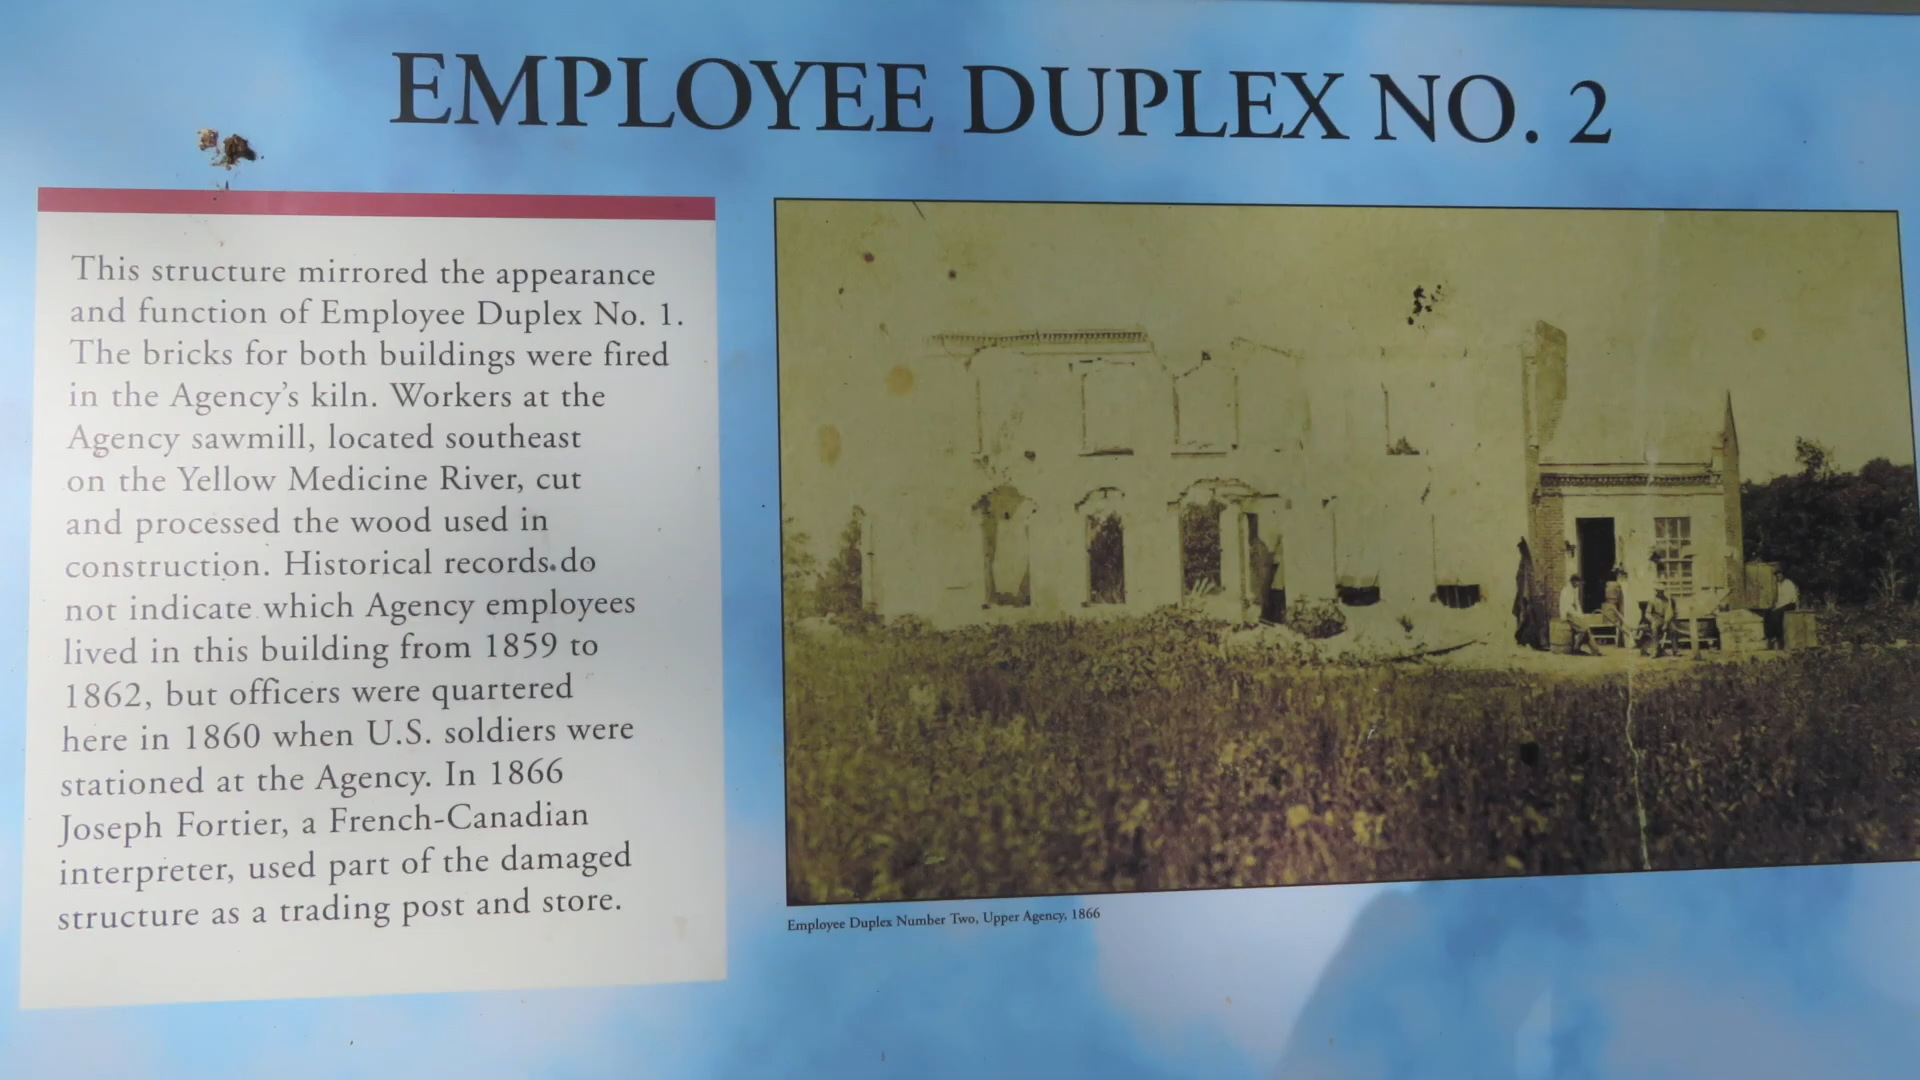 EMPLOYEE DUPLEX NO. 2
This structure mirrored the appearance
and function of Employee Duplex No. 1.
The bricks for both buildings were fired
in the Agency's kiln. Workers at the
Agency sawmill, located southeast
on the Yellow Medicine River, cut
and processed the wood used in
construction. Historical records do
not indicate which Agency employees
lived in this building from 1859 to
1862, but officers were quartered
here in 1860 when U.S. soldiers were
stationed at the Agency. In 1866
Joseph Fortier, a French-Canadian
interpreter, used part of the damaged
structure as a trading post and store.
Employee Duplex Number Two, Upper Agency, 1866